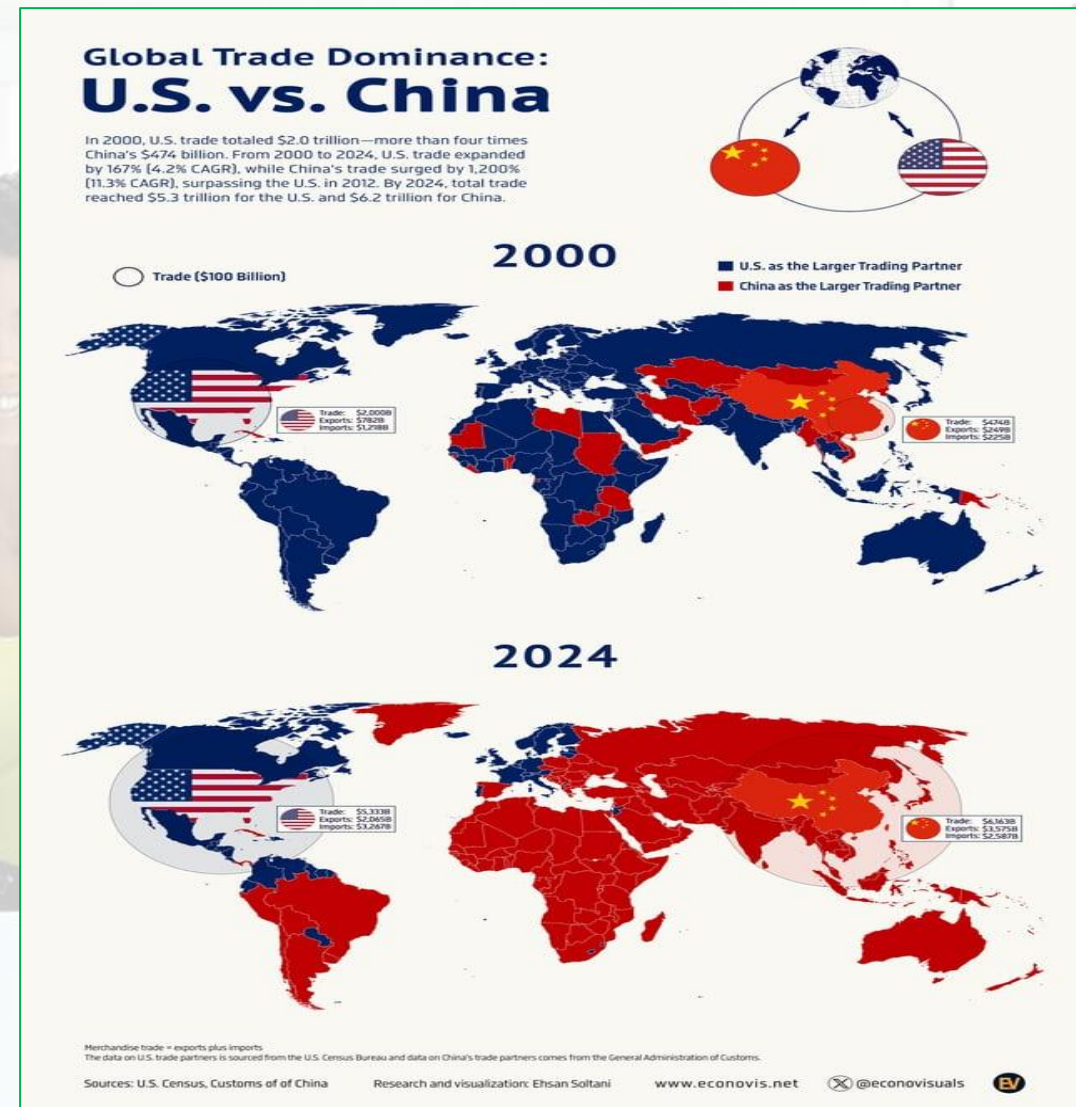 Global Trade Dominance:
U.S. vs. China
In 2000, U.S. trade totaled $2.0 trillion—more than four times
China's $474 billion. From 2000 to 2024, U.S. trade expanded
by 167% (4.2% CAGR), while China's trade surged by 1,200%
(11.3% CAGR), surpassing the U.S. in 2012. By 2024, total trade
reached $5.3 trillion for the U.S. and $6.2 trillion for China.
2000
Trade ($100 Billion)
U.S. as the Larger Trading Partner
China as the Larger Trading Partner
Trade: $2,000B
Exports: $782B
Imports: $1,218B
Trade: $474B
Exports: $249B
Imports: $225B
2024
Trade: $5,333B
Exports: $2,065B
Imports: $3,267B
Trade: $6,163B
Exports: $3,575B
Imports: $2,587B
Merchandise trade = exports plus imports
The data on U.S. trade partners is sourced from the U.S. Census Bureau and data on China's trade partners comes from the General Administration of Customs.
Sources: U.S. Census, Customs of of China Research and visualization: Ehsan Soltani www.econovis.net @econovisuals EV